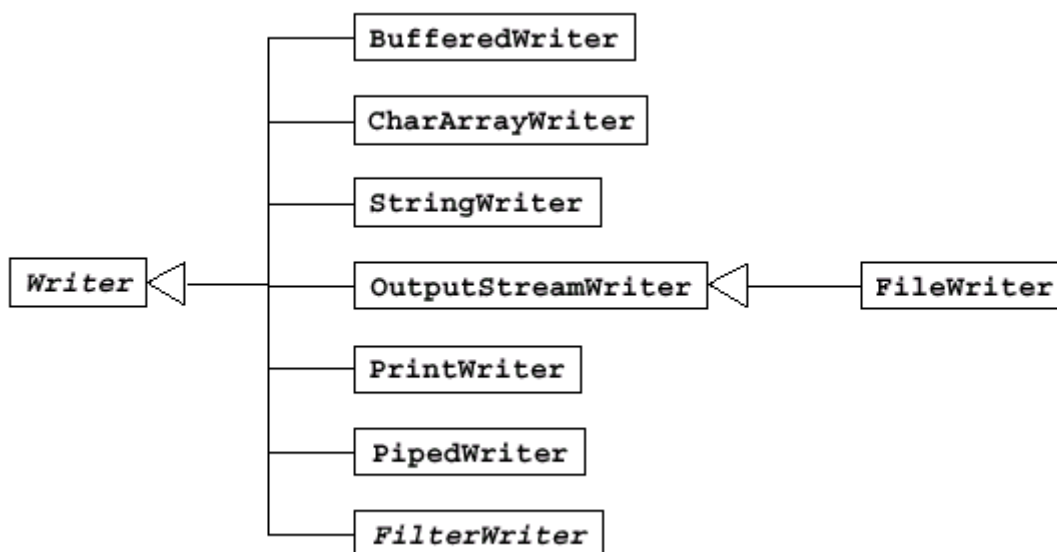 BufferedWriter
CharArrayWriter
StringWriter
Writer
OutputStreamWriter
FileWriter
PrintWriter
PipedWriter
FilterWriter